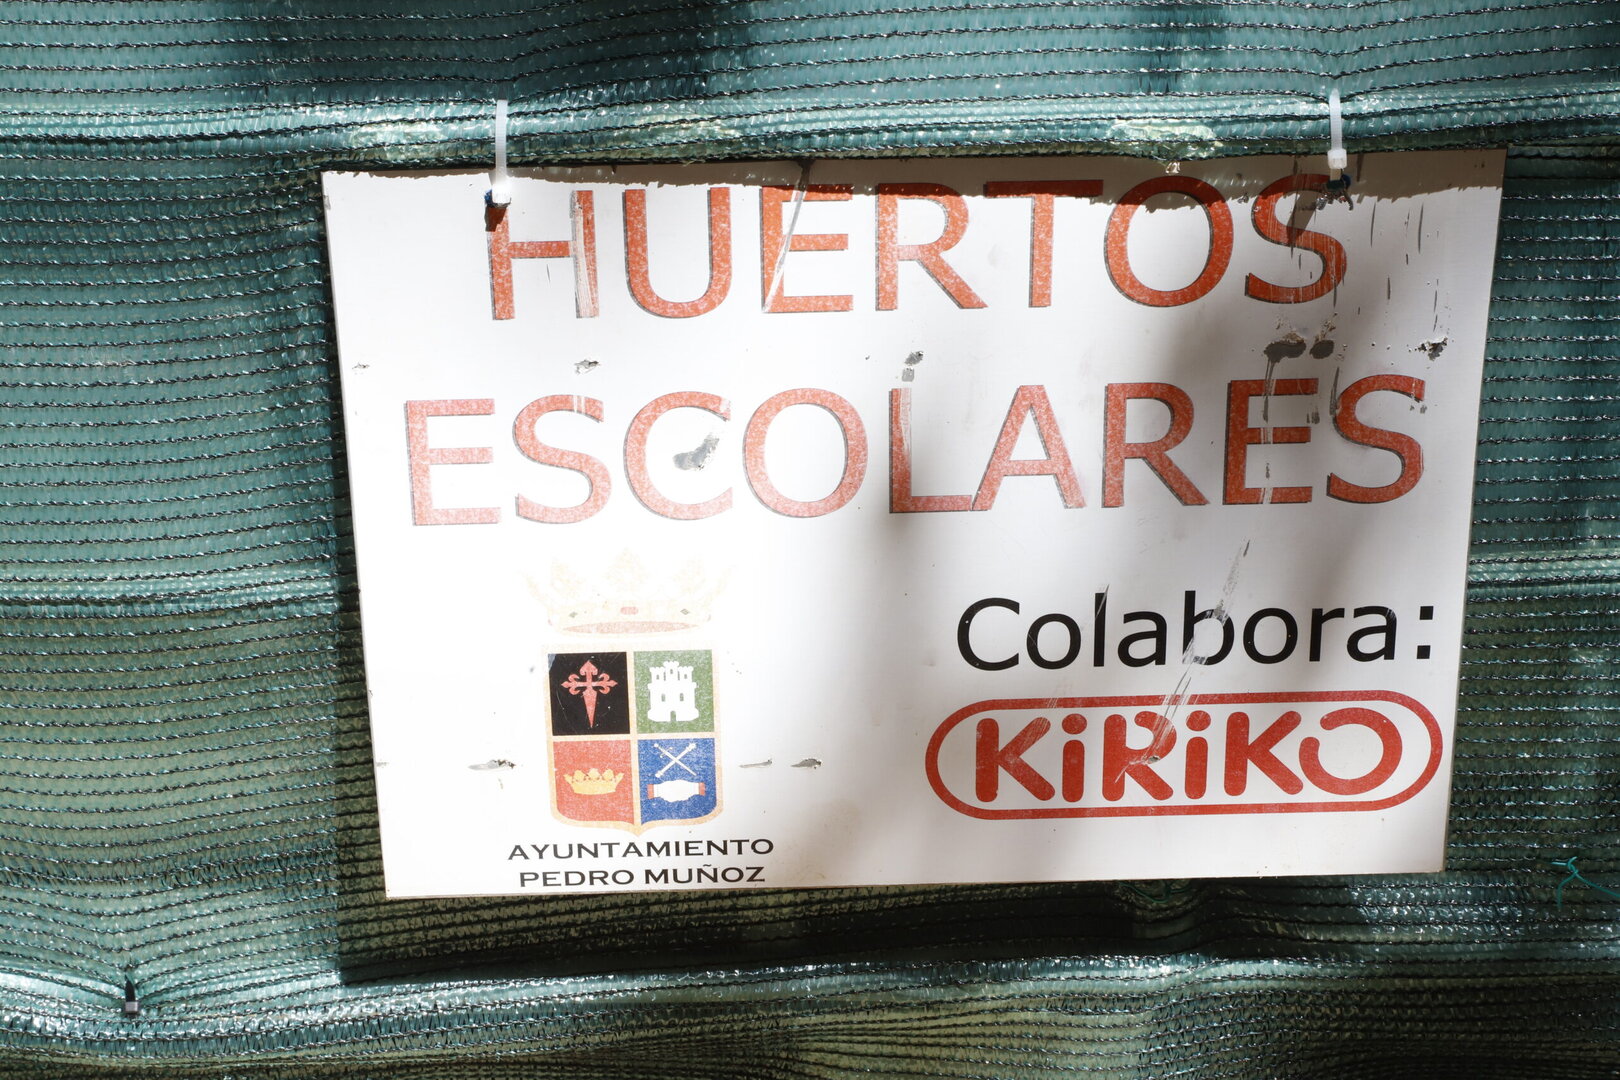 HUERTOS
ESCOLARES
Colabora:
KiRiKO
AYUNTAMIENTO
PEDRO MUÑOZ